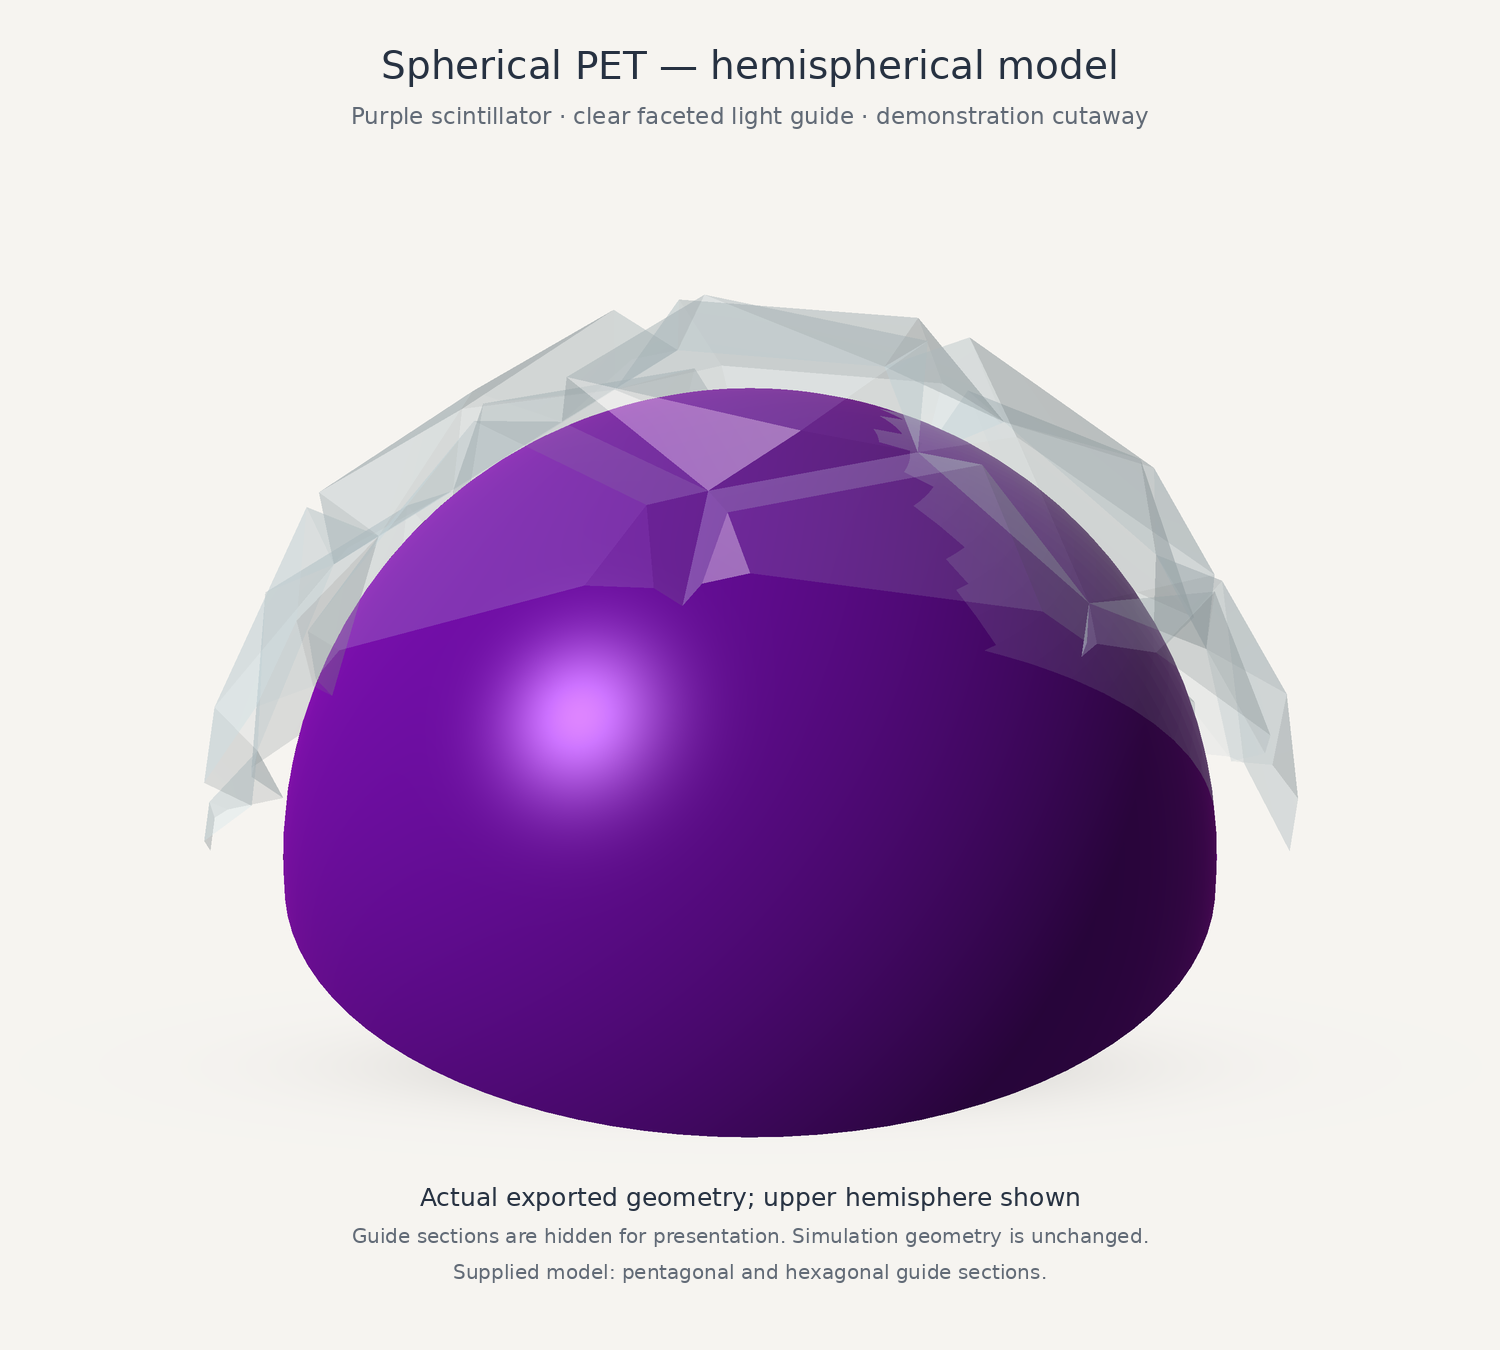 Spherical PET — hemispherical model
Purple scintillator · clear faceted light guide · demonstration cutaway
Actual exported geometry; upper hemisphere shown
Guide sections are hidden for presentation. Simulation geometry is unchanged.
Supplied model: pentagonal and hexagonal guide sections.